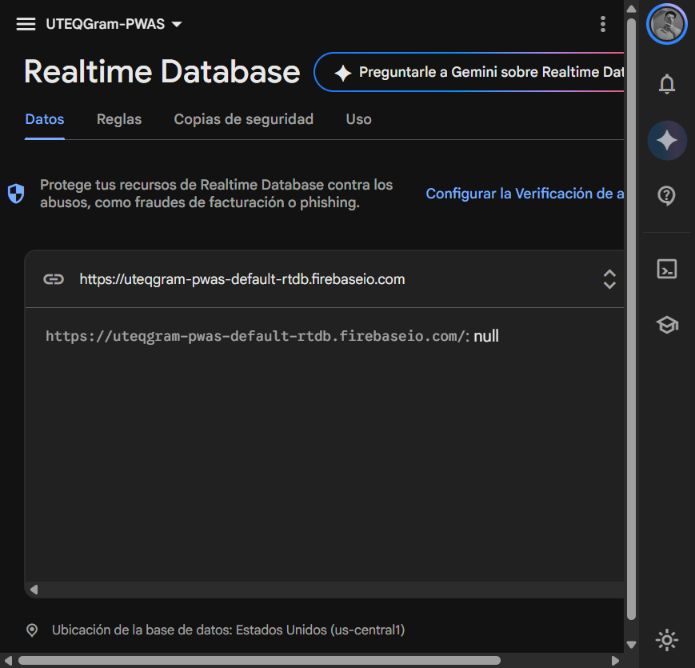 UTEQGram-PWAS
Realtime Database
Preguntarle a Gemini sobre Realtime Dat
Datos
Reglas
Copias de seguridad
Uso
Protege tus recursos de Realtime Database contra los
abusos, como fraudes de facturación o phishing.
Configurar la Verificación de a
https://uteqgram-pwas-default-rtdb.firebaseio.com
https://uteqgram-pwas-default-rtdb.firebaseio.com/: null
Ubicación de la base de datos: Estados Unidos (us-central1)